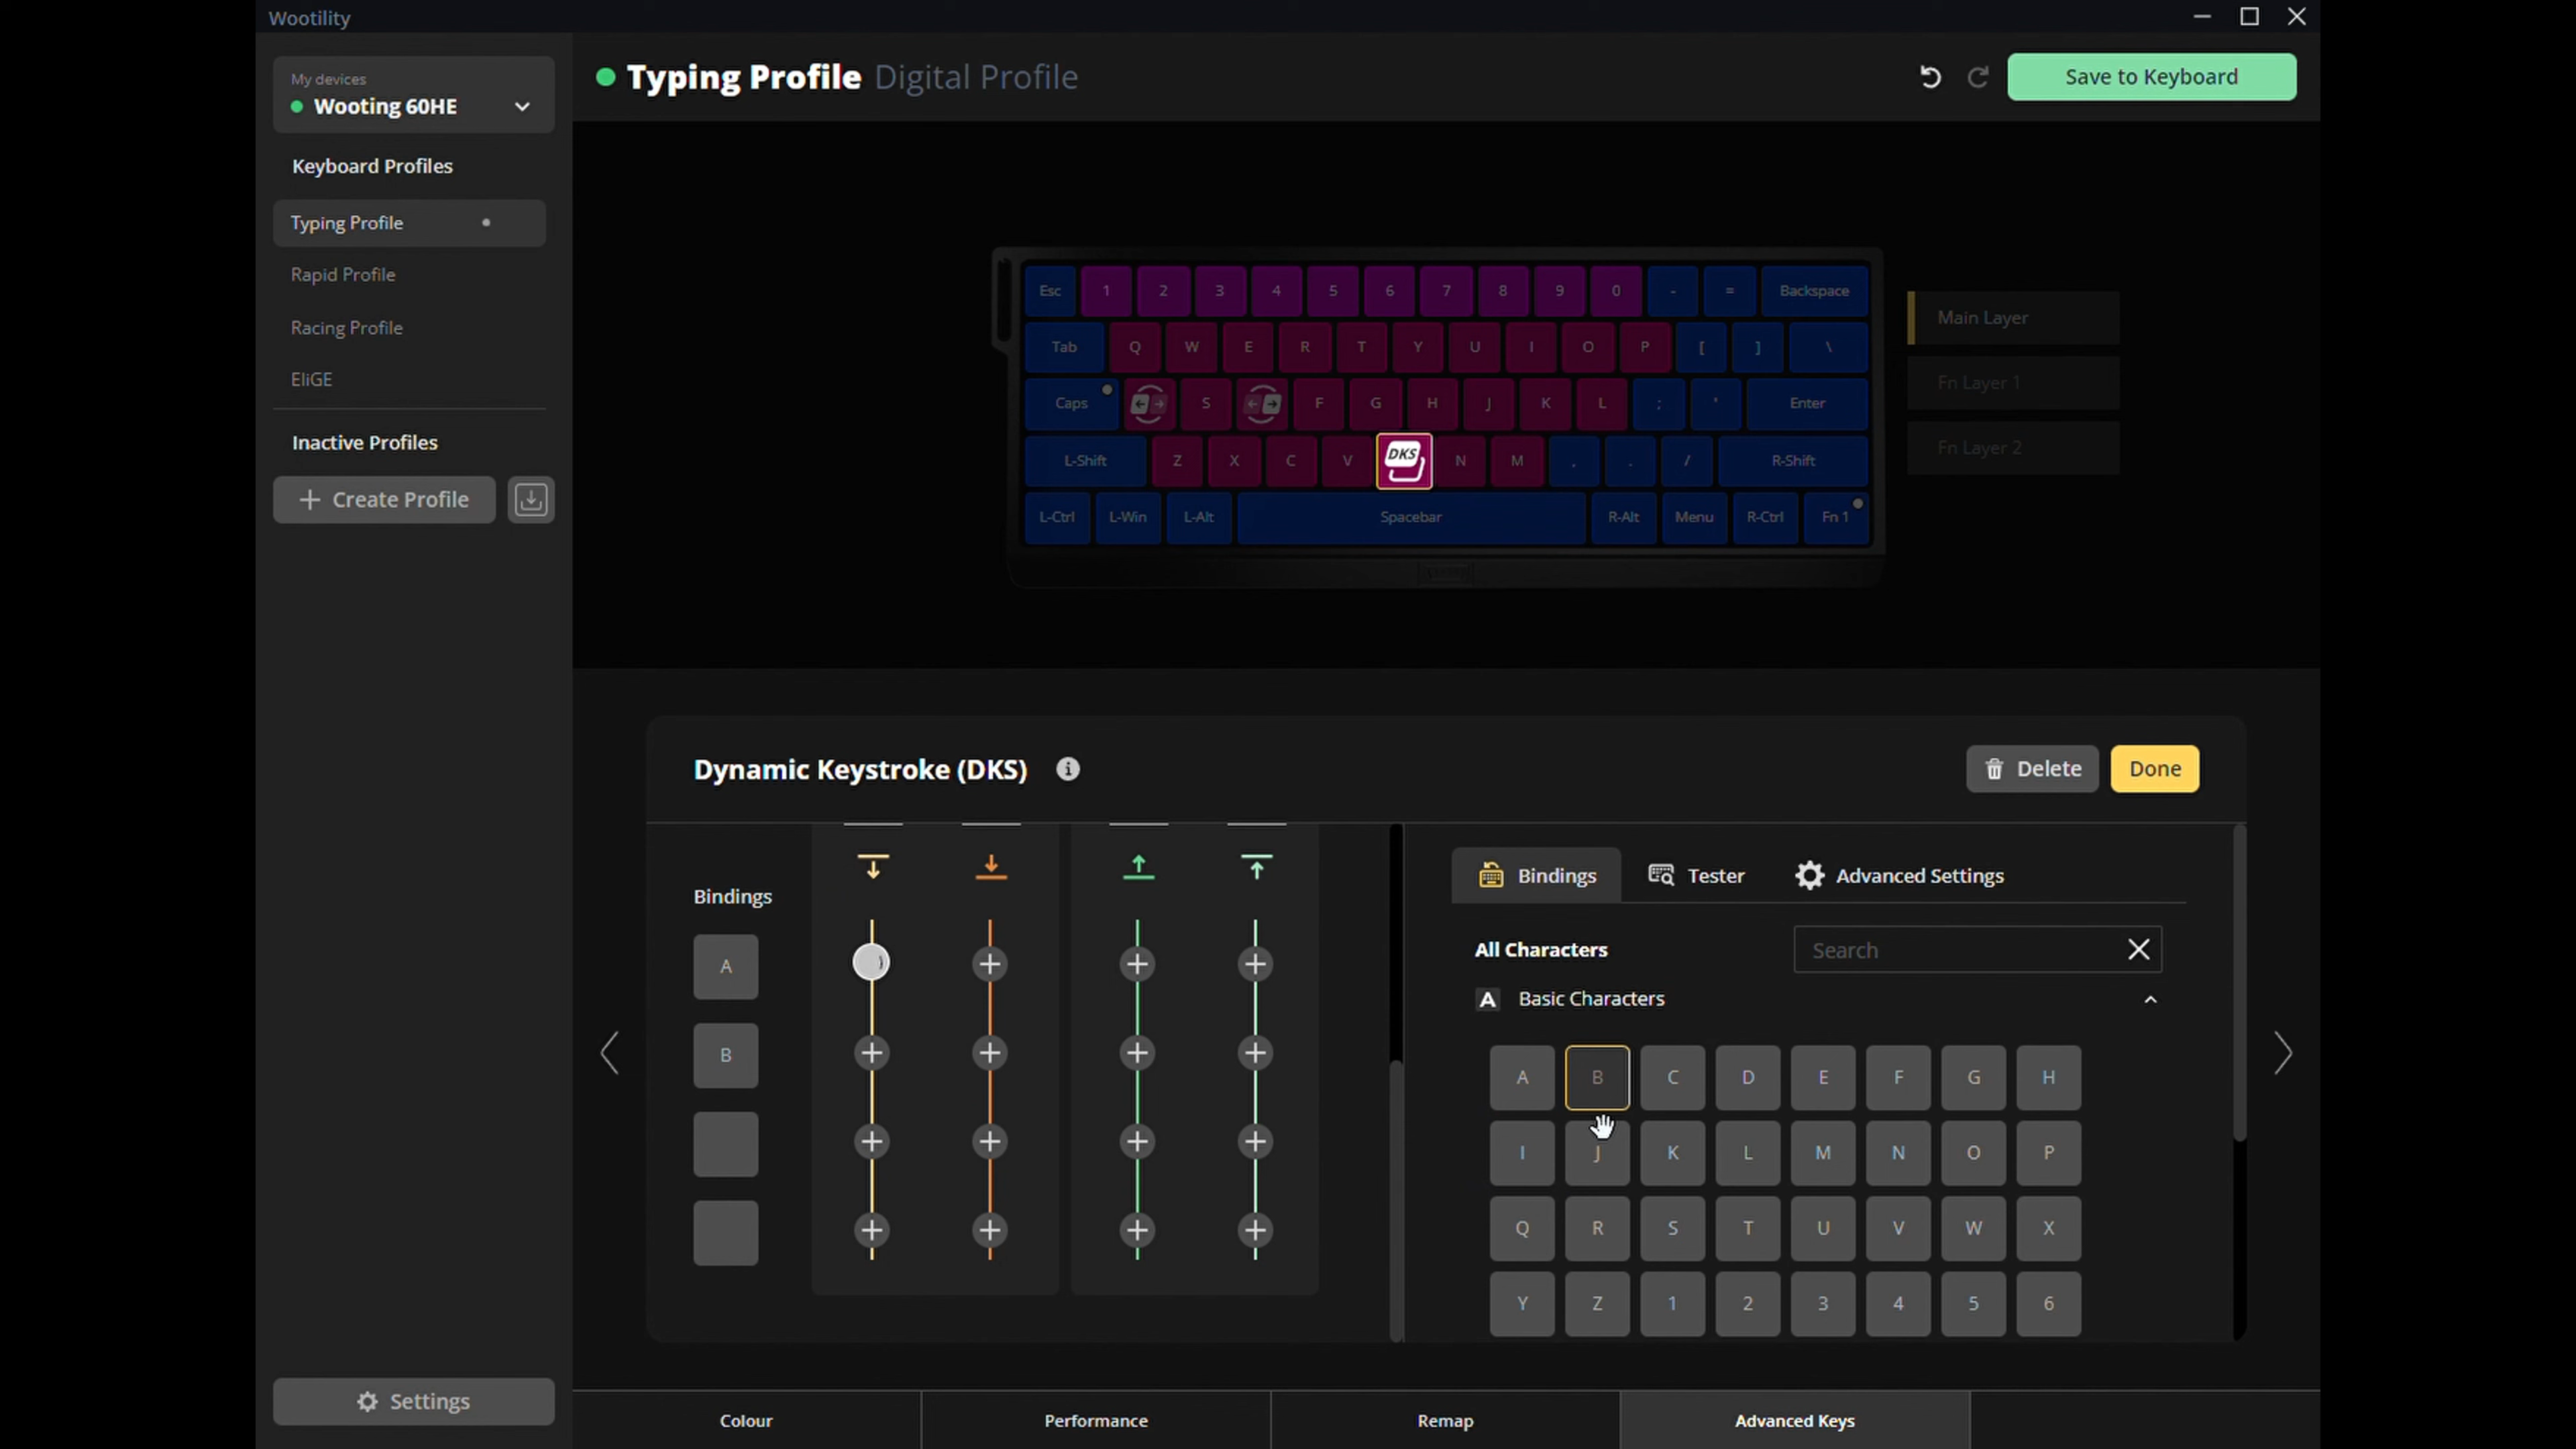 Wootility
My devices
Wooting 60HE
Keyboard Profiles
Typing Profile
Rapid Profile
Racing Profile
EliGE
Inactive Profiles
Create Profile
Settings
Typing Profile Digital Profile
Save to Keyboard
Esc 1 2 3 4 5 6 7 8 9 0 - = Backspace
Tab Q W E R T Y U I O P [ ] \
Caps S F G H J K L ; ' Enter
L-Shift Z X C V DKS N M , . / R-Shift
L-Ctrl L-Win L-Alt Spacebar R-Alt Menu R-Ctrl Fn 1
Main Layer
Fn Layer 1
Fn Layer 2
Dynamic Keystroke (DKS)
Delete
Done
Bindings
A
B
Bindings Tester Advanced Settings
All Characters
Search
A Basic Characters
A B C D E F G H
I J K L M N O P
Q R S T U V W X
Y Z 1 2 3 4 5 6
Colour Performance Remap Advanced Keys